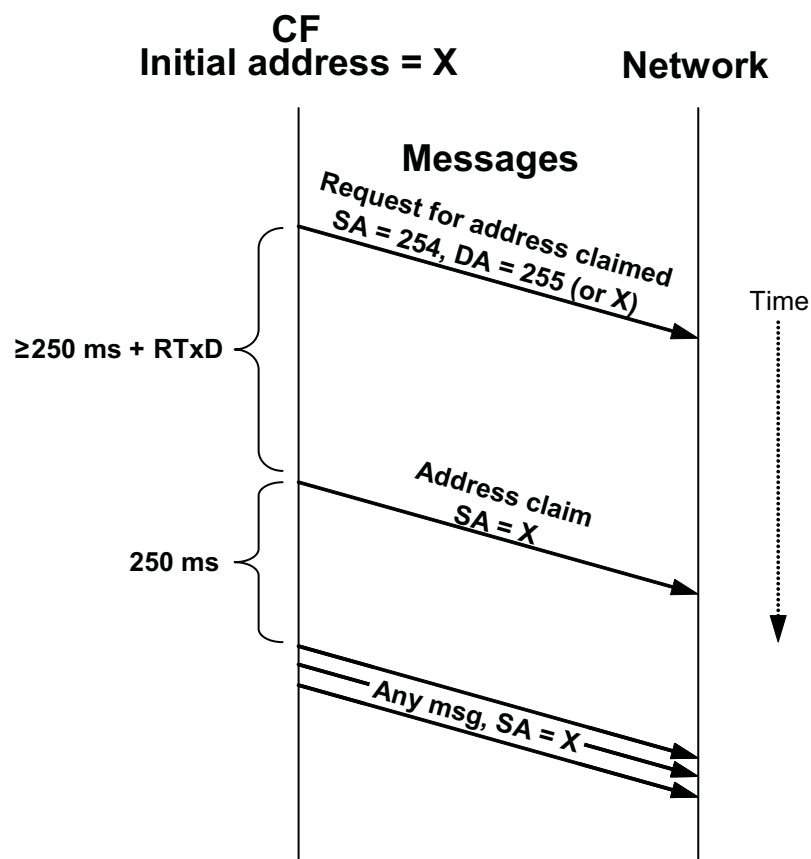 CF
Initial address = X
Network
Messages
Request for address claimed
SA = 254, DA = 255 (or X)
Time
≥250 ms + RTxD
Address claim
SA = X
250 ms
Any msg, SA = X